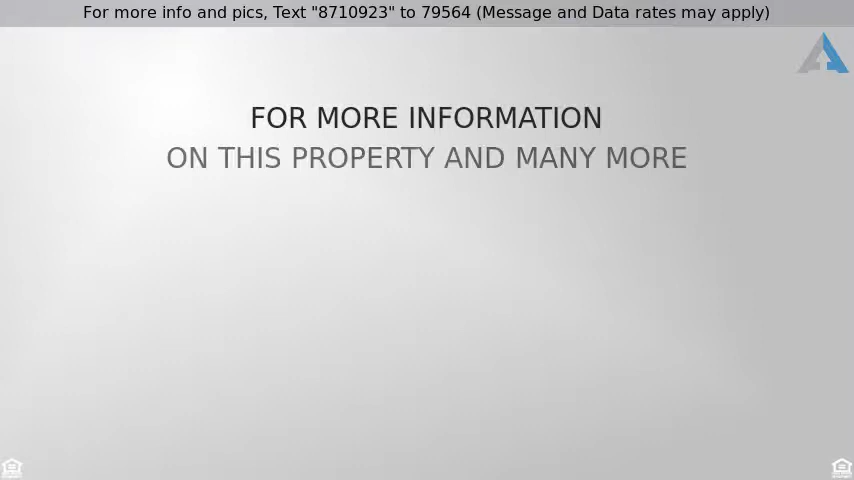 For more info and pics, Text "8710923" to 79564 (Message and Data rates may apply)
FOR MORE INFORMATION
ON THIS PROPERTY AND MANY MORE